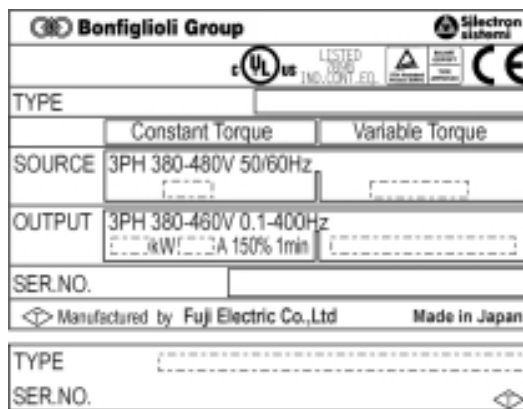 Bonfiglioli Group
Silectron sistemi
c UL us LISTED
IND.CONT.EQ.
CE
TYPE
Constant Torque Variable Torque
SOURCE 3PH 380-480V 50/60Hz
OUTPUT 3PH 380-460V 0.1-400Hz
kW A 150% 1min
SER.NO.
Manufactured by Fuji Electric Co.,Ltd Made in Japan
TYPE
SER.NO.